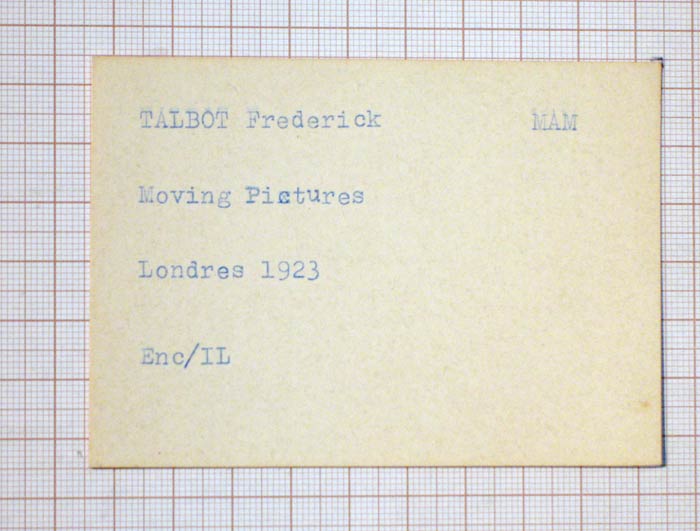 TALBOT Frederick MAM
Moving Pictures
Londres 1923
Enc/IL